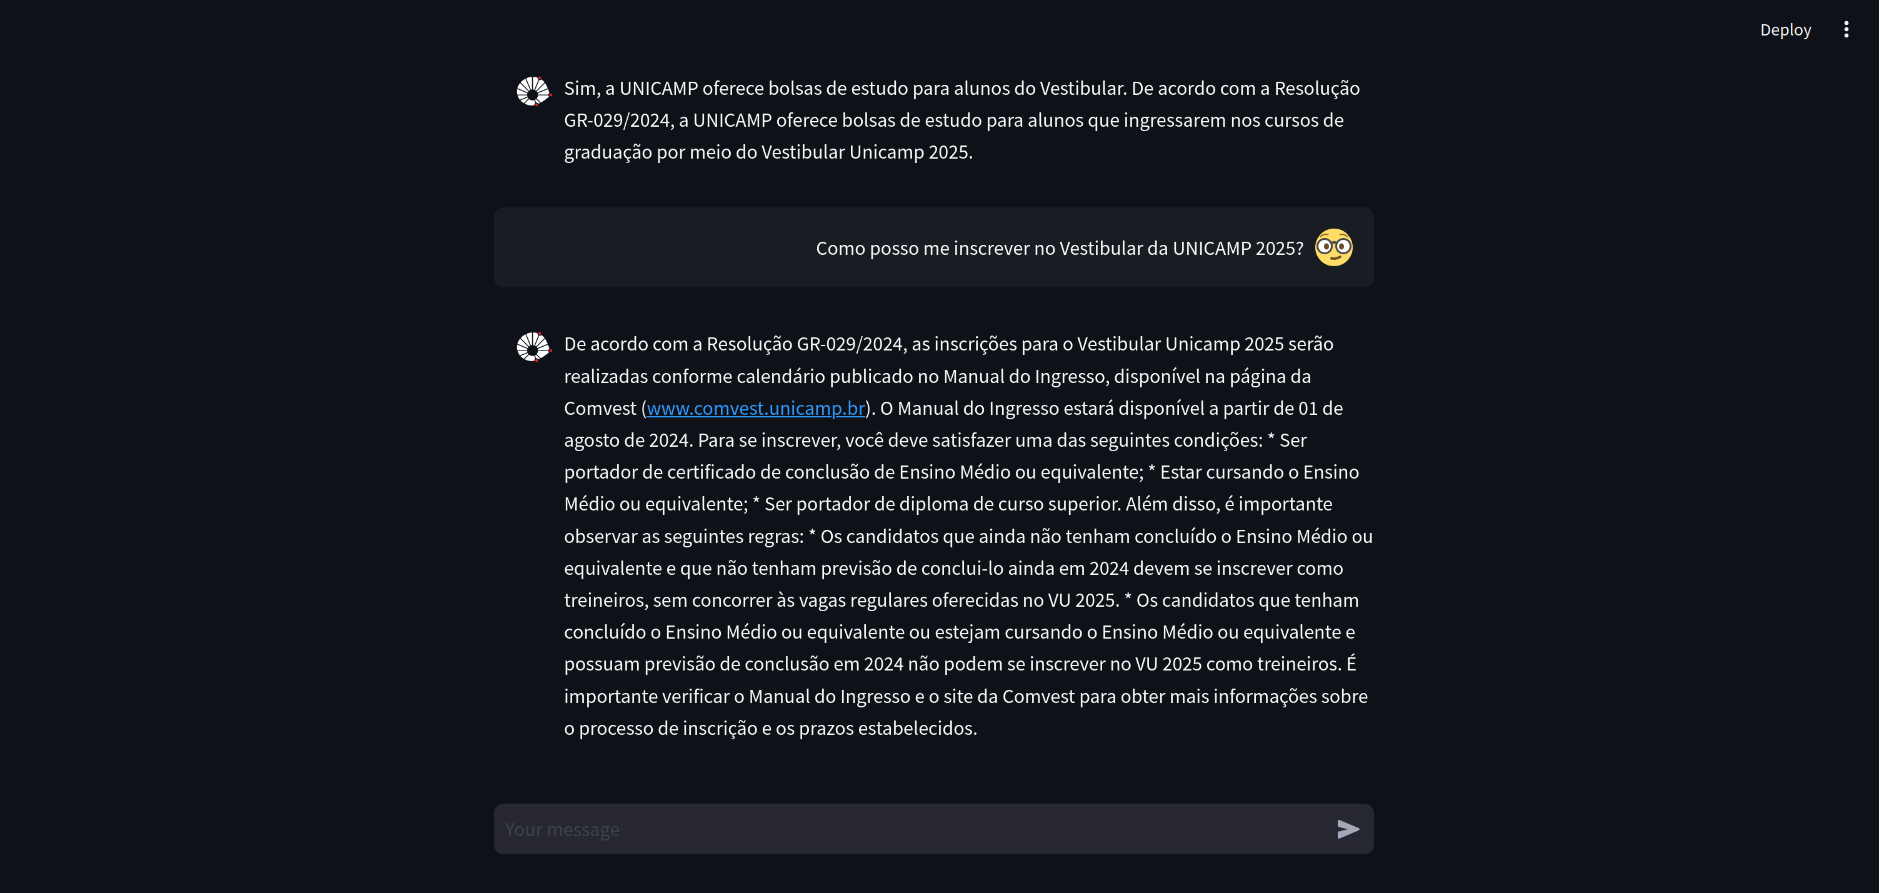 Deploy
Sim, a UNICAMP oferece bolsas de estudo para alunos do Vestibular. De acordo com a Resolução
GR-029/2024, a UNICAMP oferece bolsas de estudo para alunos que ingressarem nos cursos de
graduação por meio do Vestibular Unicamp 2025.
Como posso me inscrever no Vestibular da UNICAMP 2025?
De acordo com a Resolução GR-029/2024, as inscrições para o Vestibular Unicamp 2025 serão
realizadas conforme calendário publicado no Manual do Ingresso, disponível na página da
Comvest (www.comvest.unicamp.br). O Manual do Ingresso estará disponível a partir de 01 de
agosto de 2024. Para se inscrever, você deve satisfazer uma das seguintes condições: * Ser
portador de certificado de conclusão de Ensino Médio ou equivalente; * Estar cursando o Ensino
Médio ou equivalente; * Ser portador de diploma de curso superior. Além disso, é importante
observar as seguintes regras: * Os candidatos que ainda não tenham concluído o Ensino Médio ou
equivalente e que não tenham previsão de conclui-lo ainda em 2024 devem se inscrever como
treineiros, sem concorrer às vagas regulares oferecidas no VU 2025. * Os candidatos que tenham
concluído o Ensino Médio ou equivalente ou estejam cursando o Ensino Médio ou equivalente e
possuam previsão de conclusão em 2024 não podem se inscrever no VU 2025 como treineiros. É
importante verificar o Manual do Ingresso e o site da Comvest para obter mais informações sobre
o processo de inscrição e os prazos estabelecidos.
Your message